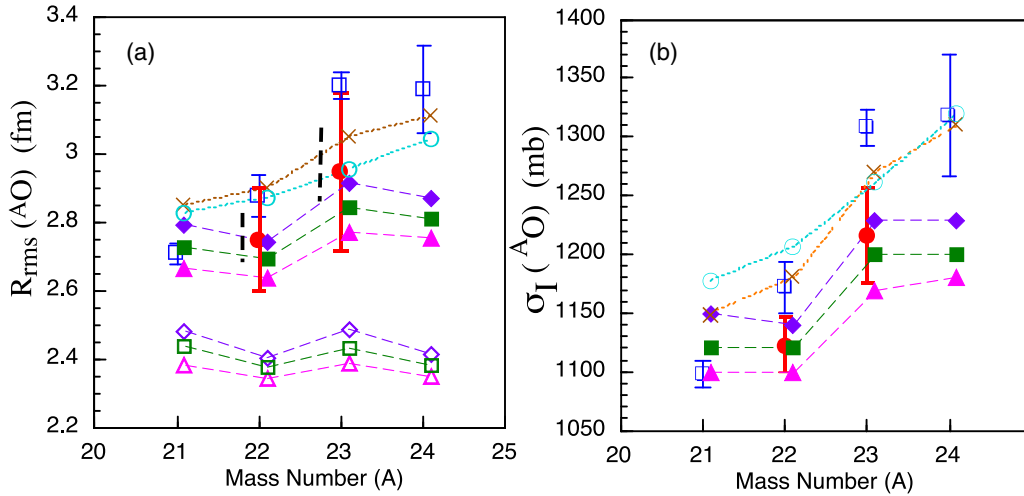 (a)
R_rms (^AO) (fm)
3.4
3.2
3
2.8
2.6
2.4
2.2
20 21 22 23 24 25
Mass Number (A)
(b)
σ_I (^AO) (mb)
1400
1350
1300
1250
1200
1150
1100
1050
20 21 22 23 24
Mass Number (A)